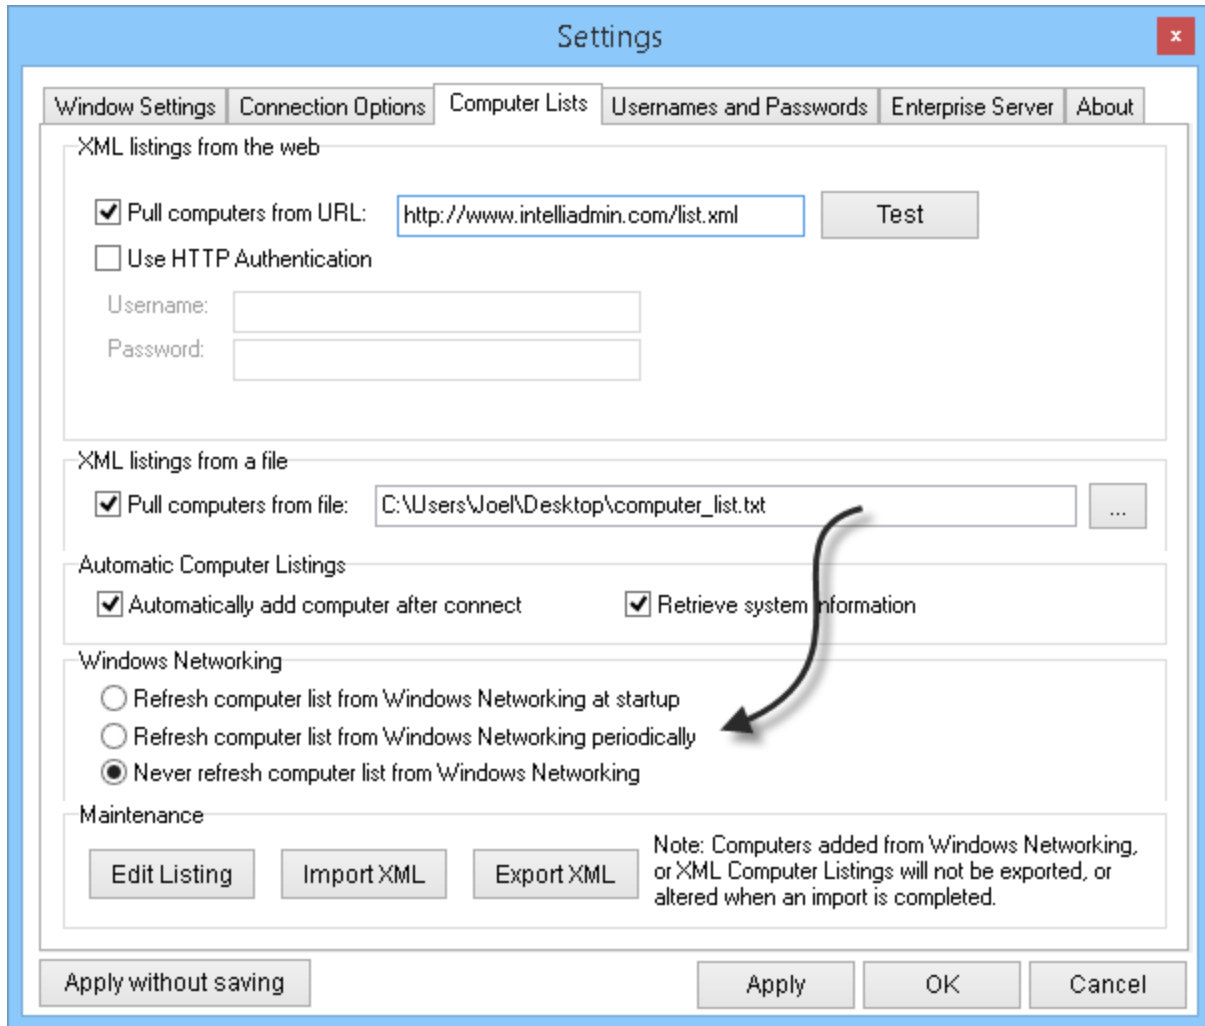 Settings
x
Window Settings Connection Options Computer Lists Usernames and Passwords Enterprise Server About
XML listings from the web
Pull computers from URL: http://www.intelliadmin.com/list.xml Test
Use HTTP Authentication
Username:
Password:
XML listings from a file
Pull computers from file: C:\Users\Joel\Desktop\computer_list.txt ...
Automatic Computer Listings
Automatically add computer after connect Retrieve system information
Windows Networking
Refresh computer list from Windows Networking at startup
Refresh computer list from Windows Networking periodically
Never refresh computer list from Windows Networking
Maintenance
Edit Listing Import XML Export XML
Note: Computers added from Windows Networking,
or XML Computer Listings will not be exported, or
altered when an import is completed.
Apply without saving Apply OK Cancel